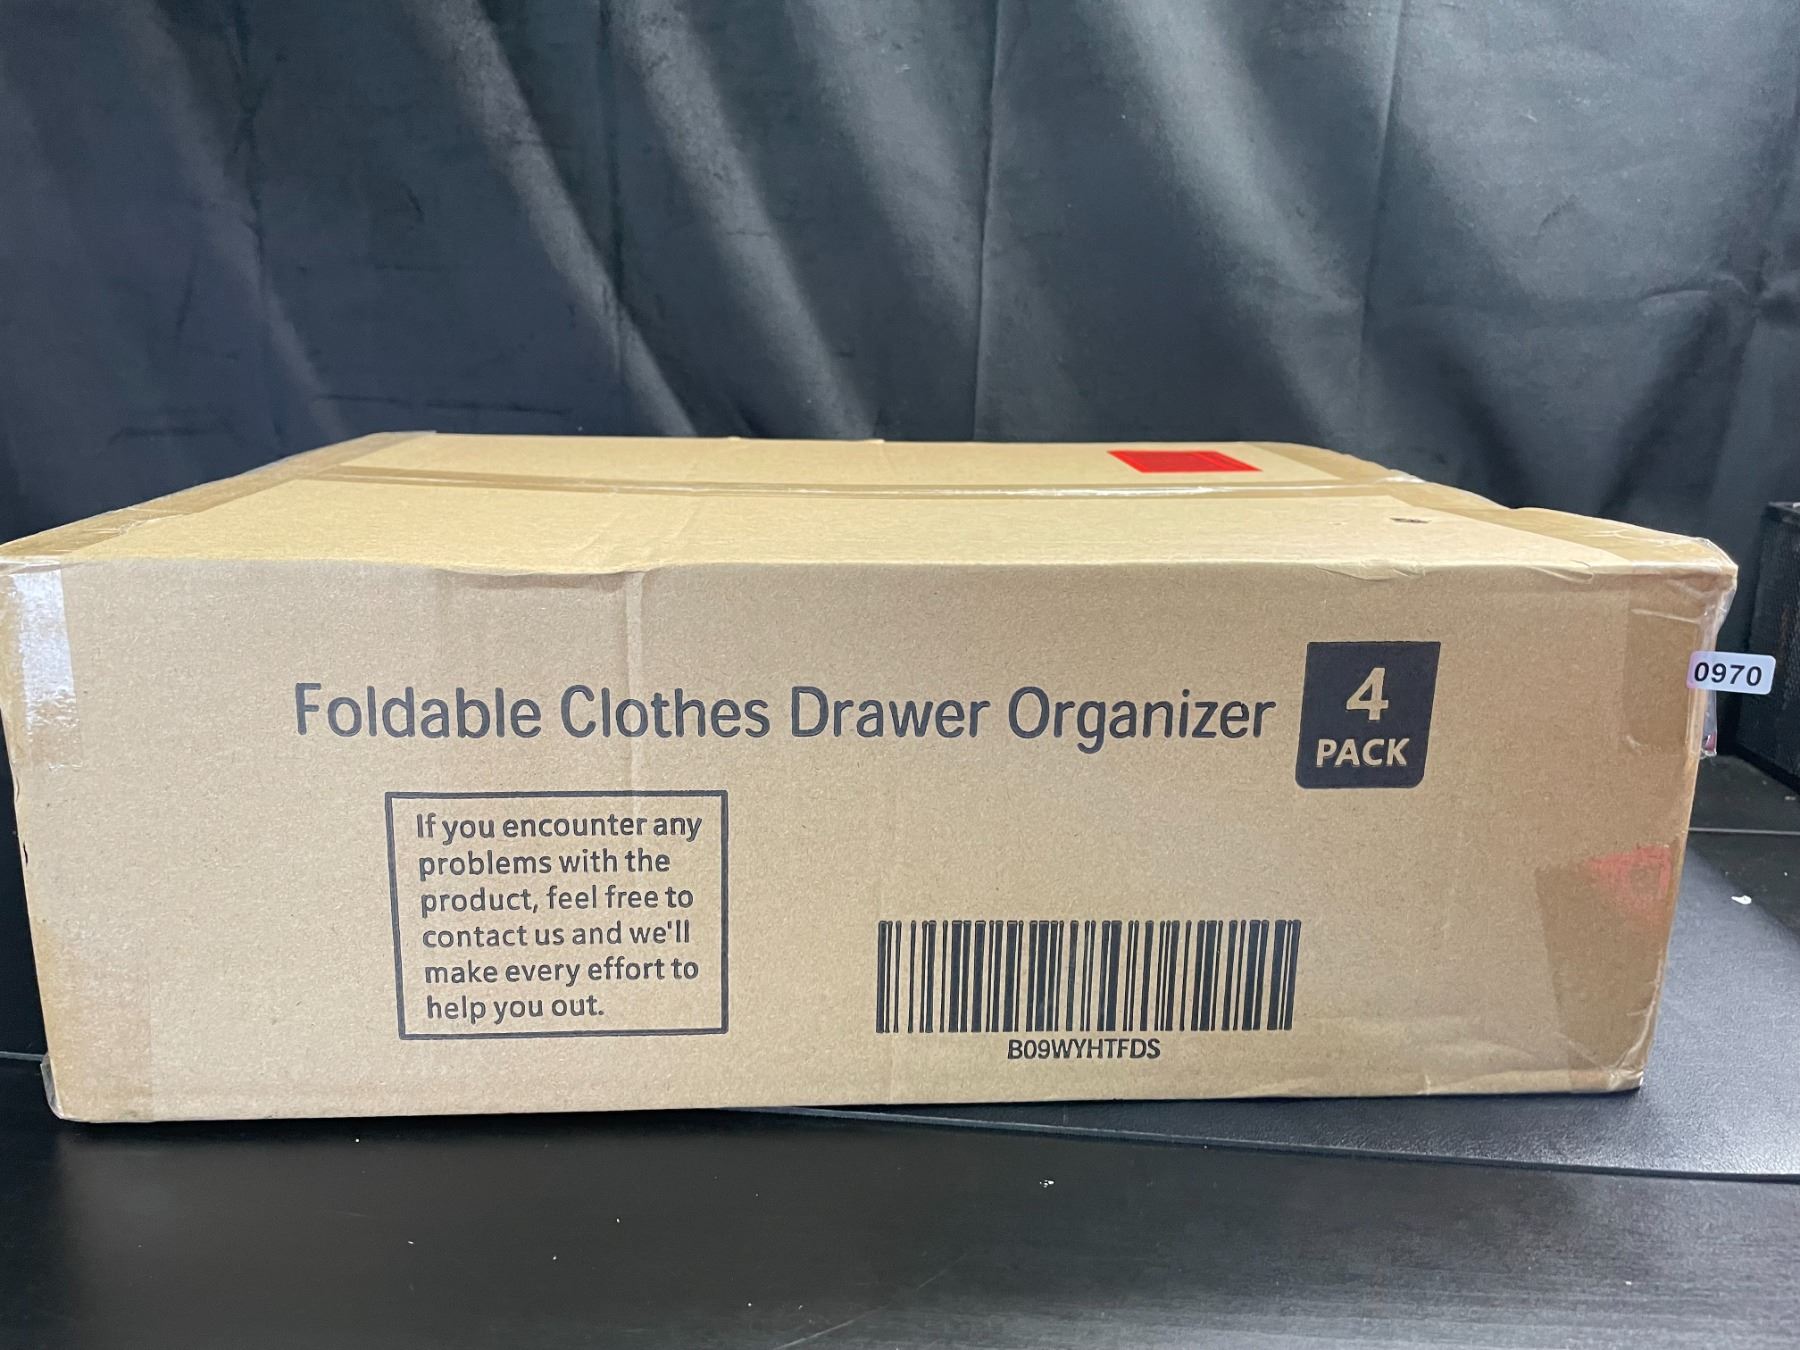 Foldable Clothes Drawer Organizer
4
PACK
0970
If you encounter any
problems with the
product, feel free to
contact us and we'll
make every effort to
help you out.
B09WYHTFDS